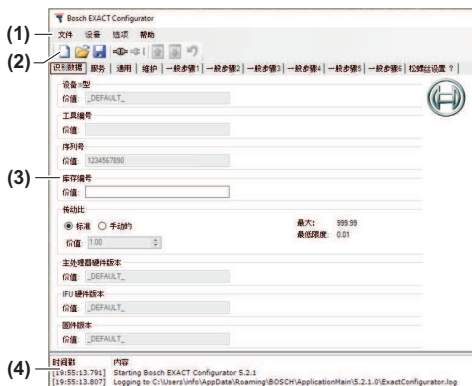 Bosch EXACT Configurator
(1)
文件 设备 选项 帮助
(2)
识别数据 服务 通用 维护 一般步骤1 一般步骤2 一般步骤3 一般步骤4 一般步骤5 一般步骤6 松螺丝设置 ?
价值: _DEFAULT_
工具编号
价值:
序列号
价值: 1234567890
(3)
库存编号
价值:
传动比
标准 手动的
最大: 999.99
最低限度: 0.01
价值: 1.00
主处理器硬件版本
价值: _DEFAULT_
IFU 硬件版本
价值: _DEFAULT_
固件版本
价值: _DEFAULT_
(4)
时间戳 内容
[19:55:13.791] Starting Bosch EXACT Configurator 5.2.1
[19:55:13.807] Logging to C:\Users\info\AppData\Roaming\BOSCH\ApplicationMain\5.2.1.0\ExactConfigurator.log